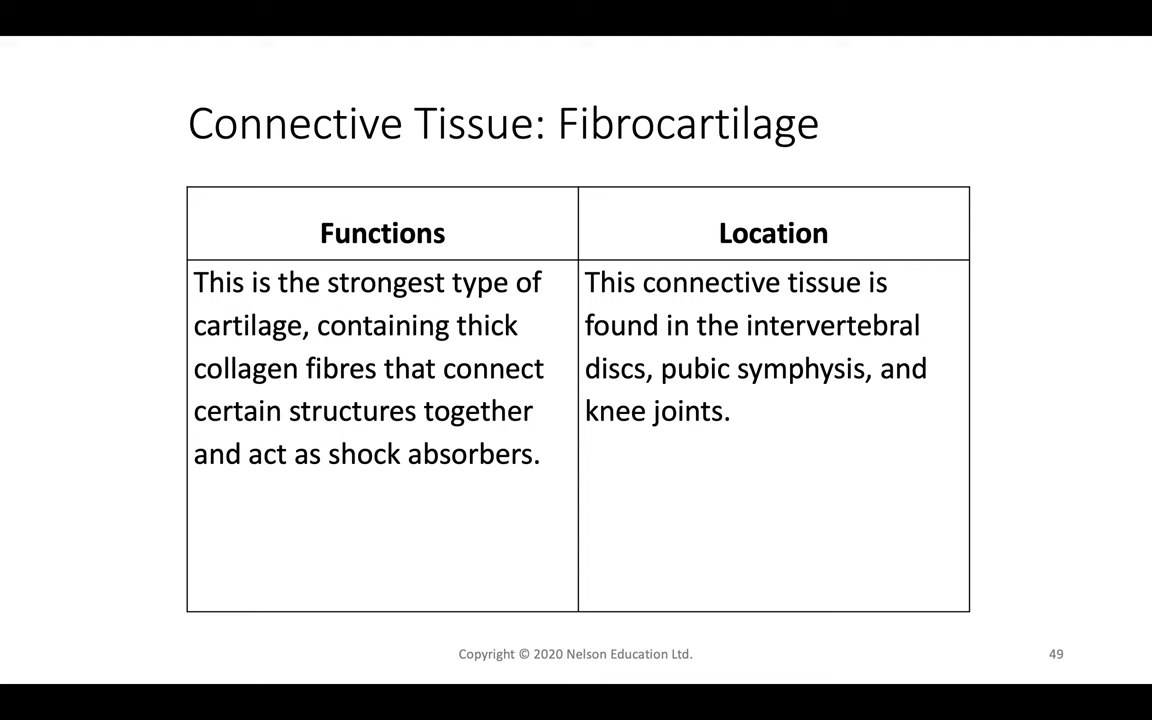 Connective Tissue: Fibrocartilage
Functions
Location
This is the strongest type of
cartilage, containing thick
collagen fibres that connect
certain structures together
and act as shock absorbers.
This connective tissue is
found in the intervertebral
discs, pubic symphysis, and
knee joints.
Copyright © 2020 Nelson Education Ltd.
49